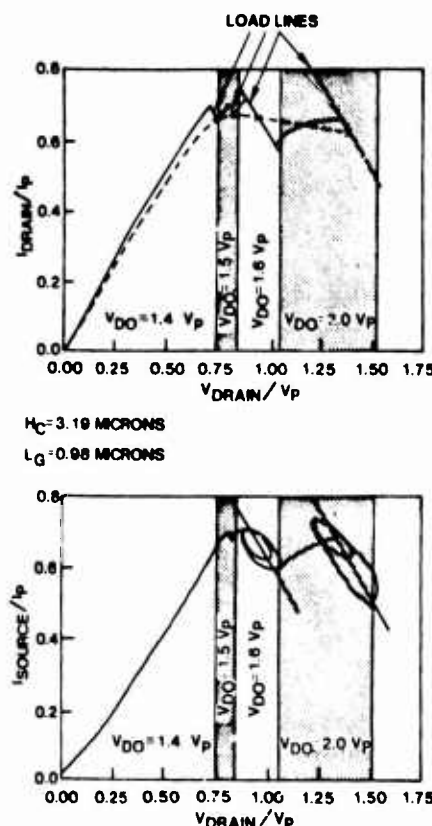 LOAD LINES
0.8
0.6
0.4
0.2
0.0
I DRAIN/IP
VDO=1.4 VP
VDO=1.5 VP
VDO=1.6 VP
VDO=2.0 VP
0.00 0.25 0.50 0.75 1.00 1.25 1.50 1.75
VDRAIN/VP
HC=3.19 MICRONS
LG=0.98 MICRONS
0.8
0.6
0.4
0.2
0.0
ISOURCE/IP
VDO=1.4 VP
VDO=1.5 VP
VDO=1.6 VP
VDO 2.0 VP
0.00 0.25 0.50 0.75 1.00 1.25 1.50 1.75
VDRAIN/VP